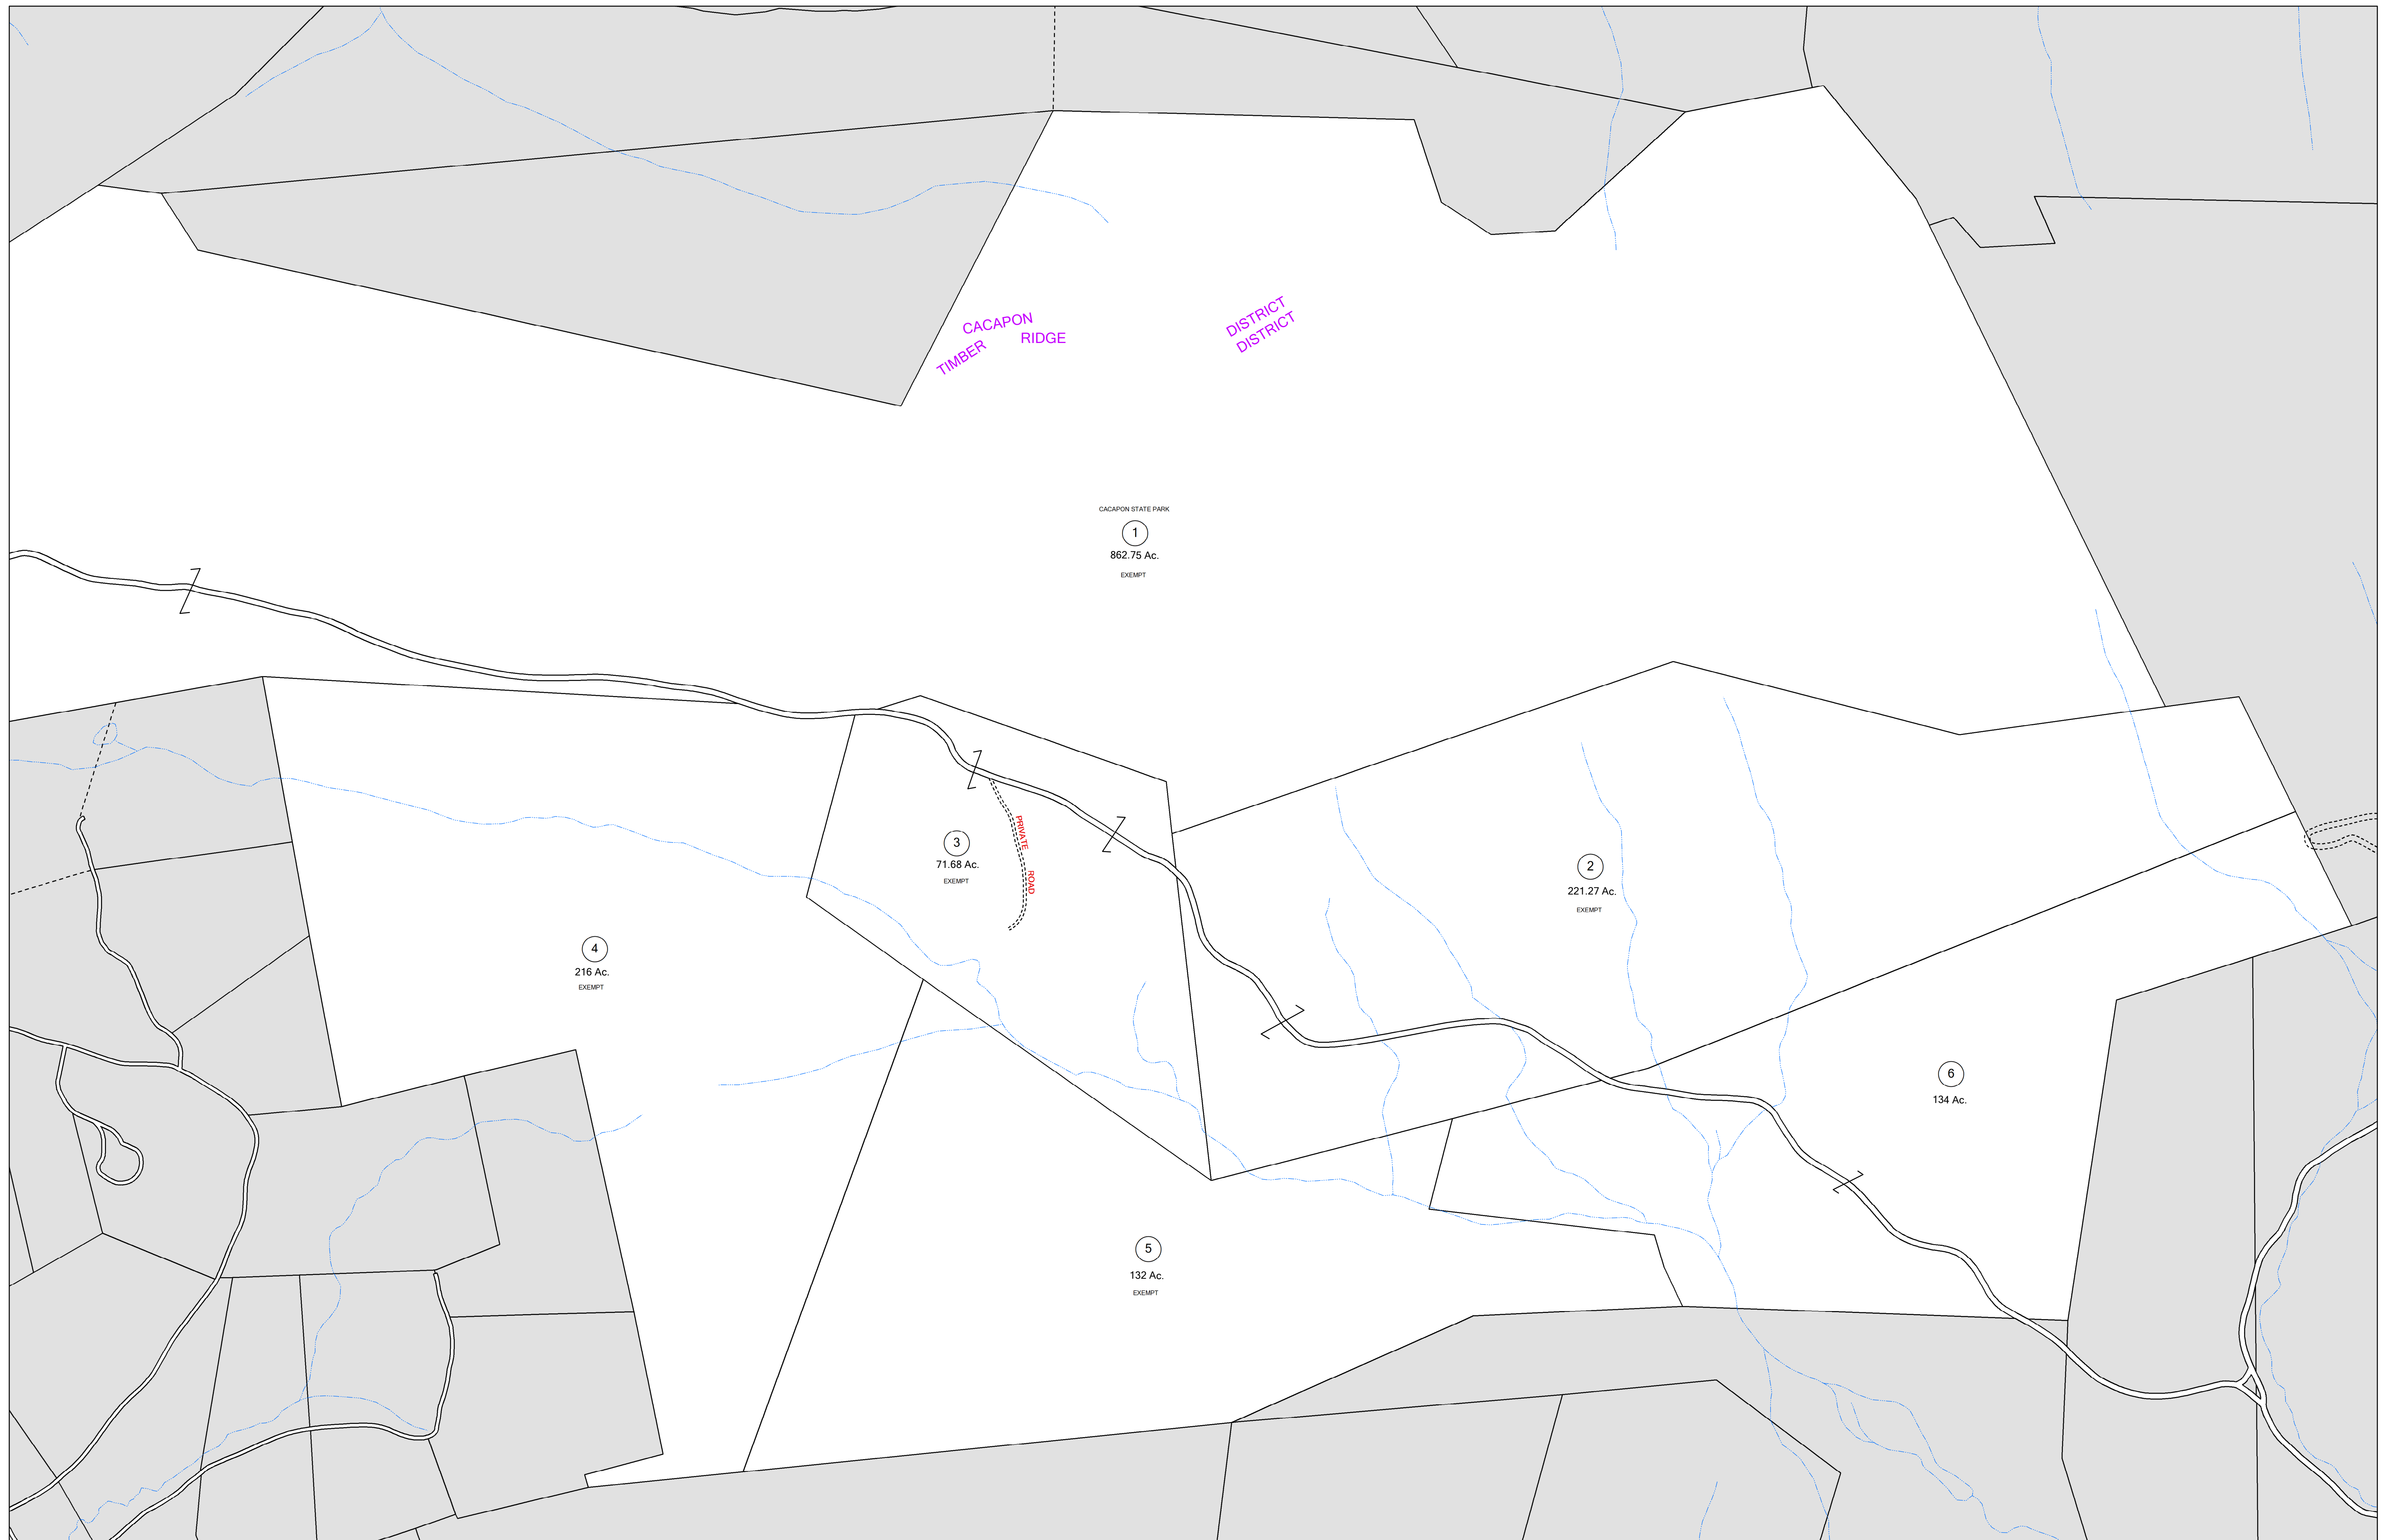 CACAPON
DISTRICT
TIMBER
RIDGE
DISTRICT
CACAPON STATE PARK
1
862.75 Ac.
EXEMPT
3
71.68 Ac.
EXEMPT
PRIVATE
ROAD
2
221.27 Ac.
EXEMPT
4
216 Ac.
EXEMPT
6
134 Ac.
5
132 Ac.
EXEMPT